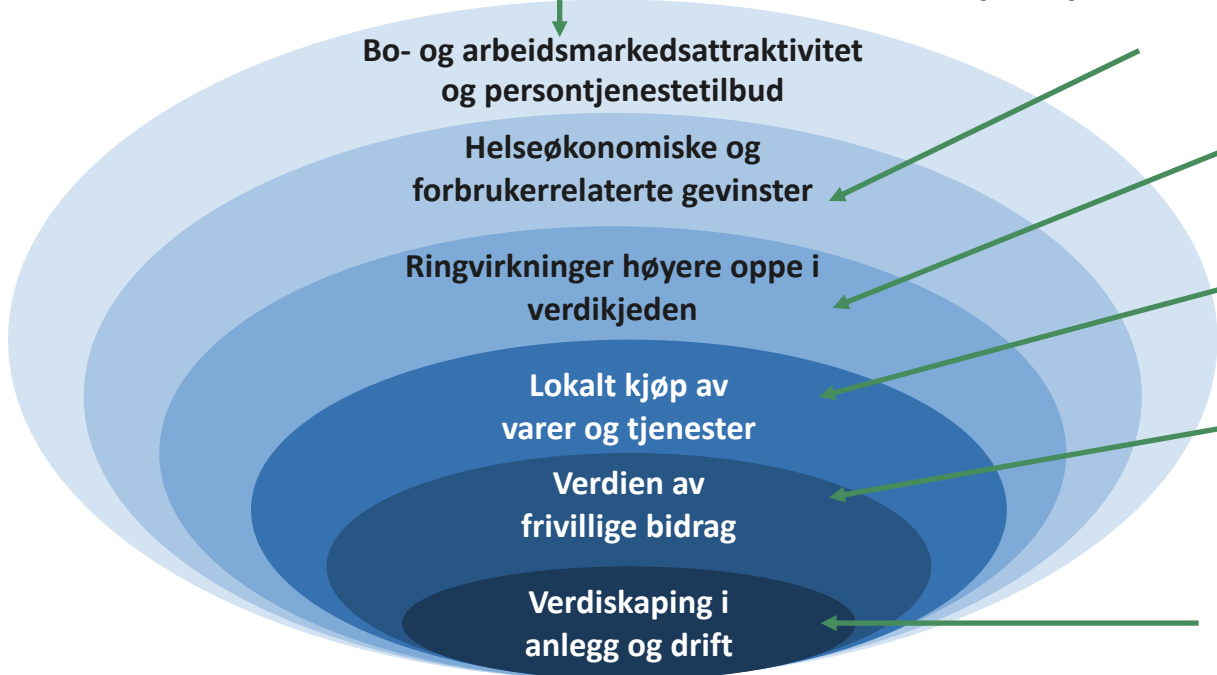 Bo- og arbeidsmarkedsattraktivitet
og persontjenestetilbud
Helseøkonomiske og
forbrukerrelaterte gevinster
Ringvirkninger høyere oppe i
verdikjeden
Lokalt kjøp av
varer og tjenester
Verdien av
frivillige bidrag
Verdiskaping i
anlegg og drift